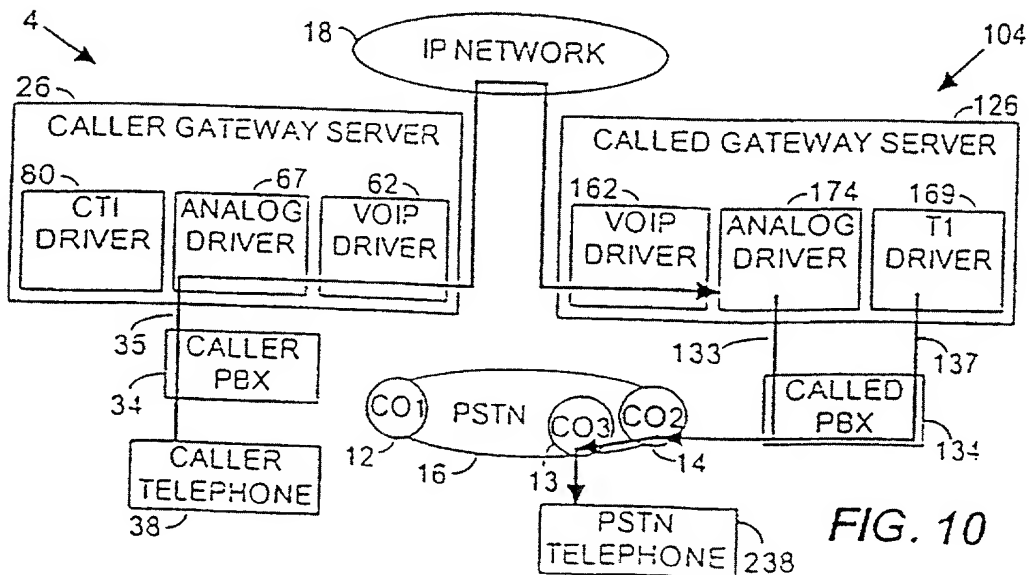 4
18
IP NETWORK
104
26
CALLER GATEWAY SERVER
80
CTI
DRIVER
67
ANALOG
DRIVER
62
VOIP
DRIVER
126
CALLED GATEWAY SERVER
162
VOIP
DRIVER
174
ANALOG
DRIVER
169
T1
DRIVER
35
CALLER
PBX
34
133
137
CALLED
PBX
134
CO1
PSTN
CO3
CO2
12
16
13
14
CALLER
TELEPHONE
38
PSTN
TELEPHONE
238
FIG. 10